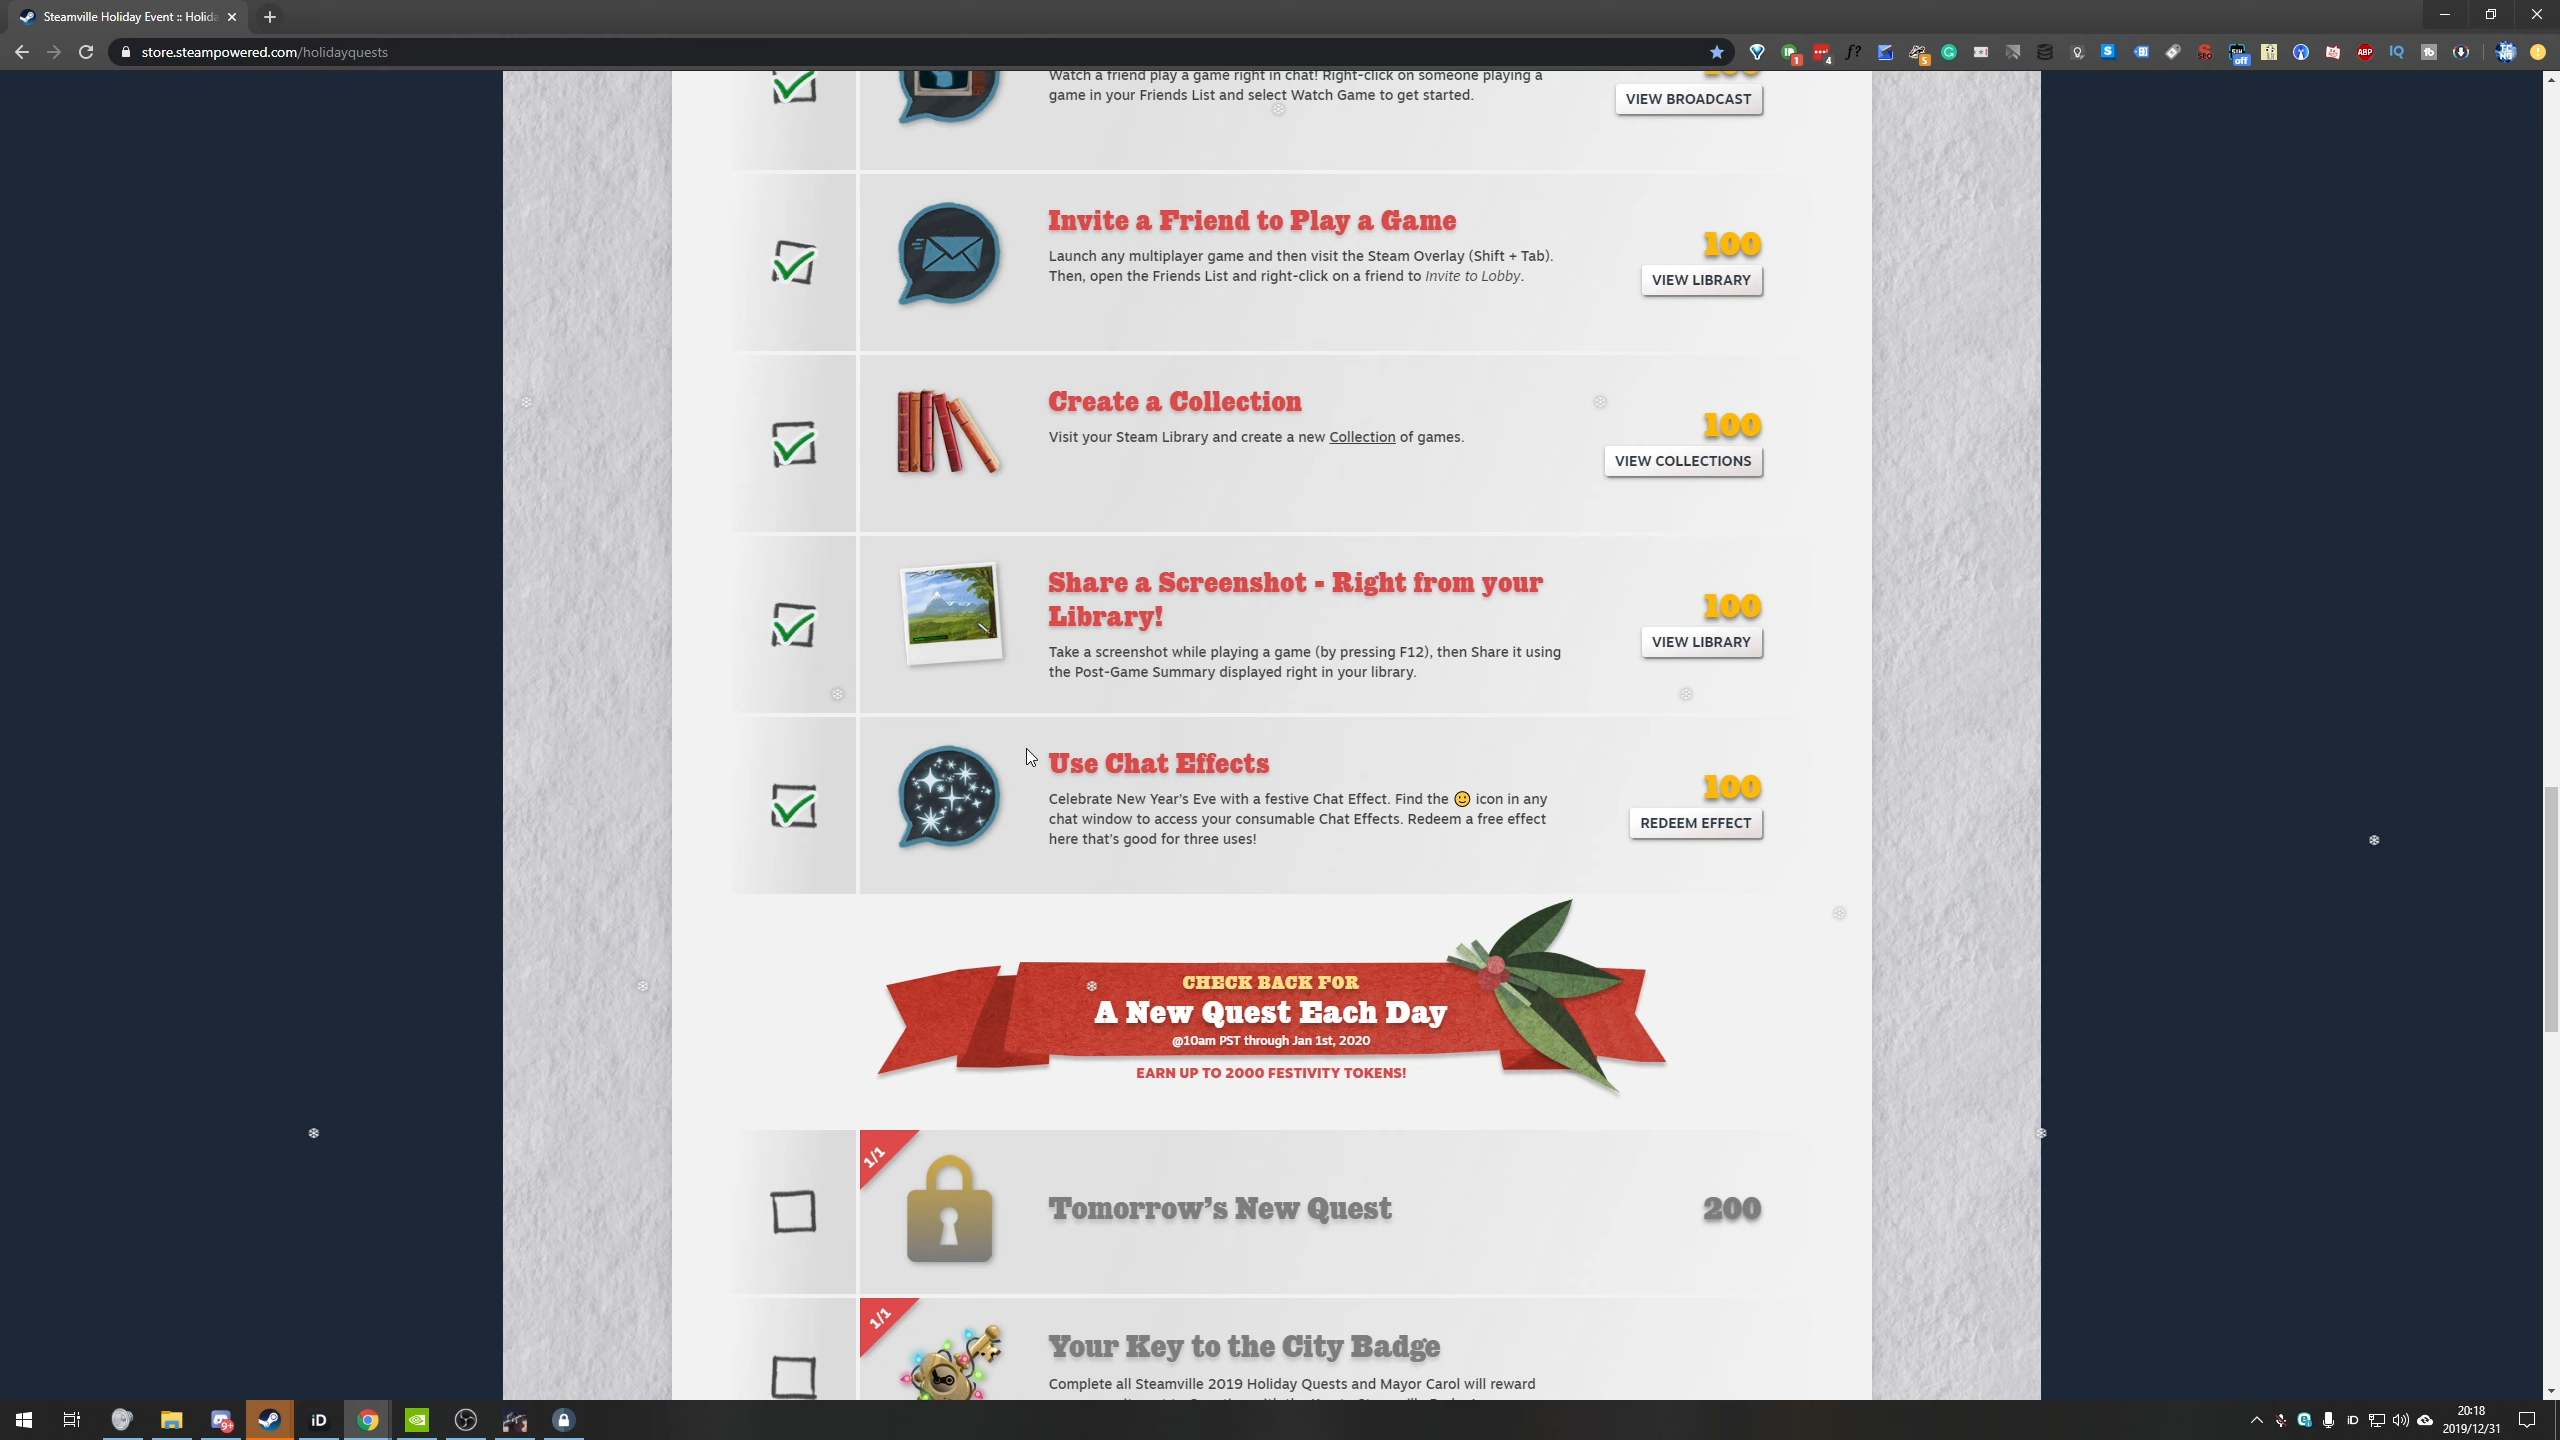 Steamville Holiday Event :: Holida
store.steampowered.com/holidayquests
Watch a friend play a game right in chat! Right-click on someone playing a
game in your Friends List and select Watch Game to get started.
VIEW BROADCAST
Invite a Friend to Play a Game
Launch any multiplayer game and then visit the Steam Overlay (Shift + Tab).
Then, open the Friends List and right-click on a friend to Invite to Lobby.
100
VIEW LIBRARY
Create a Collection
Visit your Steam Library and create a new Collection of games.
100
VIEW COLLECTIONS
Share a Screenshot - Right from your
Library!
Take a screenshot while playing a game (by pressing F12), then Share it using
the Post-Game Summary displayed right in your library.
100
VIEW LIBRARY
Use Chat Effects
Celebrate New Year's Eve with a festive Chat Effect. Find the 🙂 icon in any
chat window to access your consumable Chat Effects. Redeem a free effect
here that's good for three uses!
100
REDEEM EFFECT
CHECK BACK FOR
A New Quest Each Day
@10am PST through Jan 1st, 2020
EARN UP TO 2000 FESTIVITY TOKENS!
1/1
Tomorrow's New Quest
200
1/1
Your Key to the City Badge
Complete all Steamville 2019 Holiday Quests and Mayor Carol will reward
iD
20:18
2019/12/31